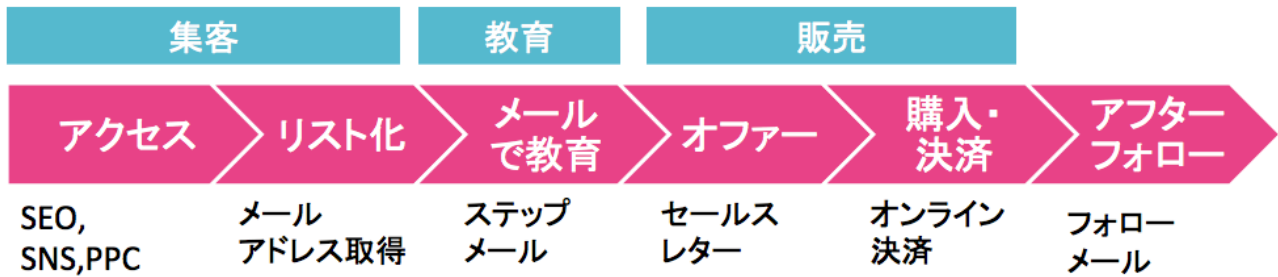 集客
教育
販売
アクセス
リスト化
メール
で教育
オファー
購入・
決済
アフター
フォロー
SEO,
SNS,PPC
メール
アドレス取得
ステップ
メール
セールス
レター
オンライン
決済
フォロー
メール